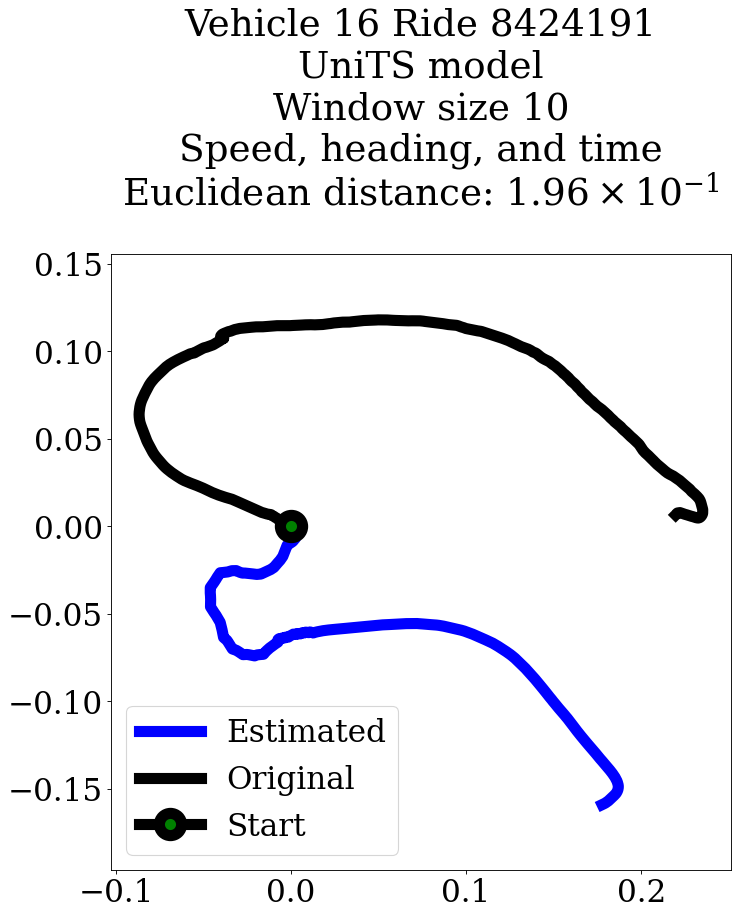 Vehicle 16 Ride 8424191
UniTS model
Window size 10
Speed, heading, and time
Euclidean distance: 1.96 × 10⁻¹
0.15
0.10
0.05
0.00
−0.05
−0.10
−0.15
Estimated
Original
Start
−0.1
0.0
0.1
0.2